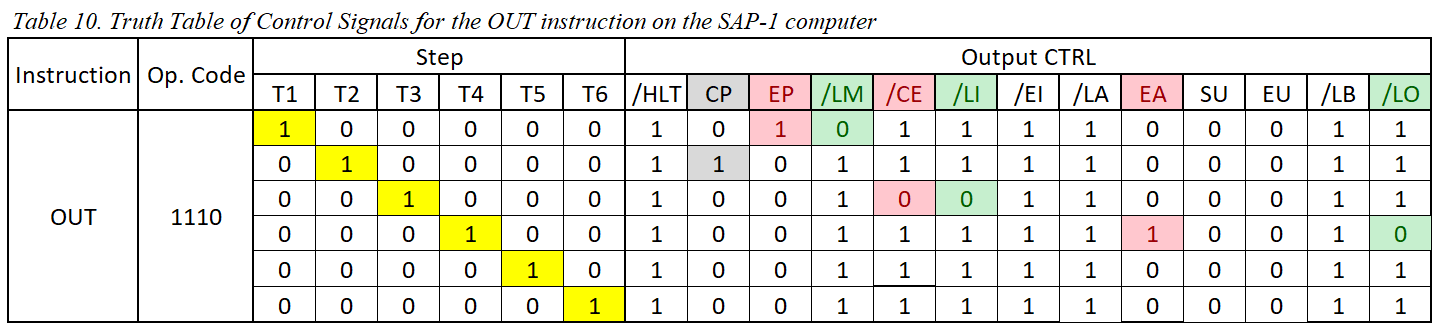 Table 10. Truth Table of Control Signals for the OUT instruction on the SAP-1 computer
Instruction Op. Code Step Output CTRL
T1 T2 T3 T4 T5 T6 /HLT CP EP /LM /CE /LI /EI /LA EA SU EU /LB /LO
1 0 0 0 0 0 1 0 1 0 1 1 1 1 0 0 0 1 1
0 1 0 0 0 0 1 1 0 1 1 1 1 1 0 0 0 1 1
0 0 1 0 0 0 1 0 0 1 0 0 1 1 0 0 0 1 1
OUT 1110
0 0 0 1 0 0 1 0 0 1 1 1 1 1 1 0 0 1 0
0 0 0 0 1 0 1 0 0 1 1 1 1 1 0 0 0 1 1
0 0 0 0 0 1 1 0 0 1 1 1 1 1 0 0 0 1 1